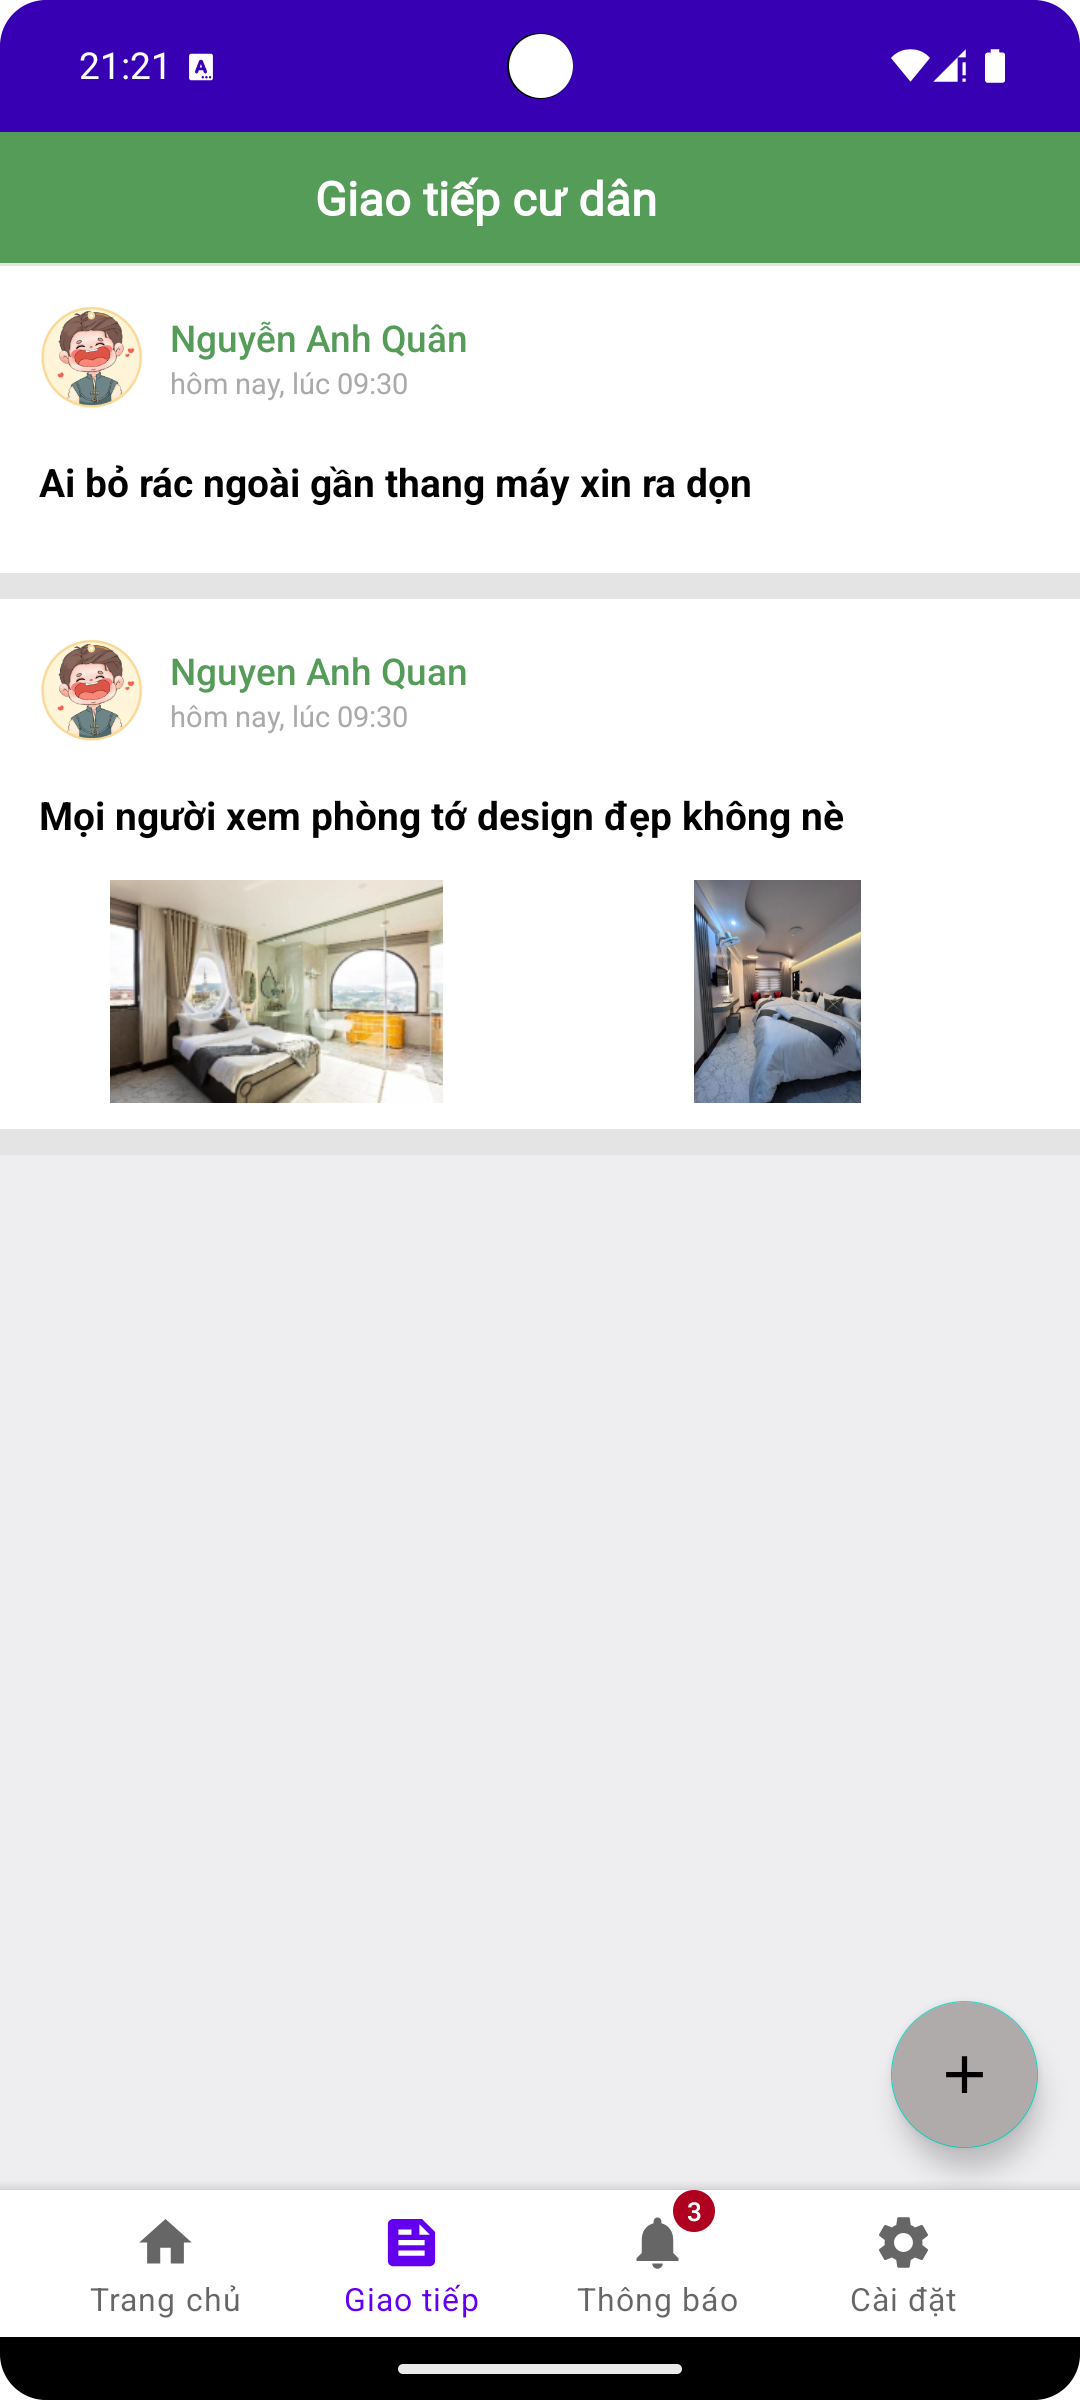 21:21
Giao tiếp cư dân
Nguyễn Anh Quân
hôm nay, lúc 09:30
Ai bỏ rác ngoài gần thang máy xin ra dọn
Nguyen Anh Quan
hôm nay, lúc 09:30
Mọi người xem phòng tớ design đẹp không nè
3
Trang chủ
Giao tiếp
Thông báo
Cài đặt